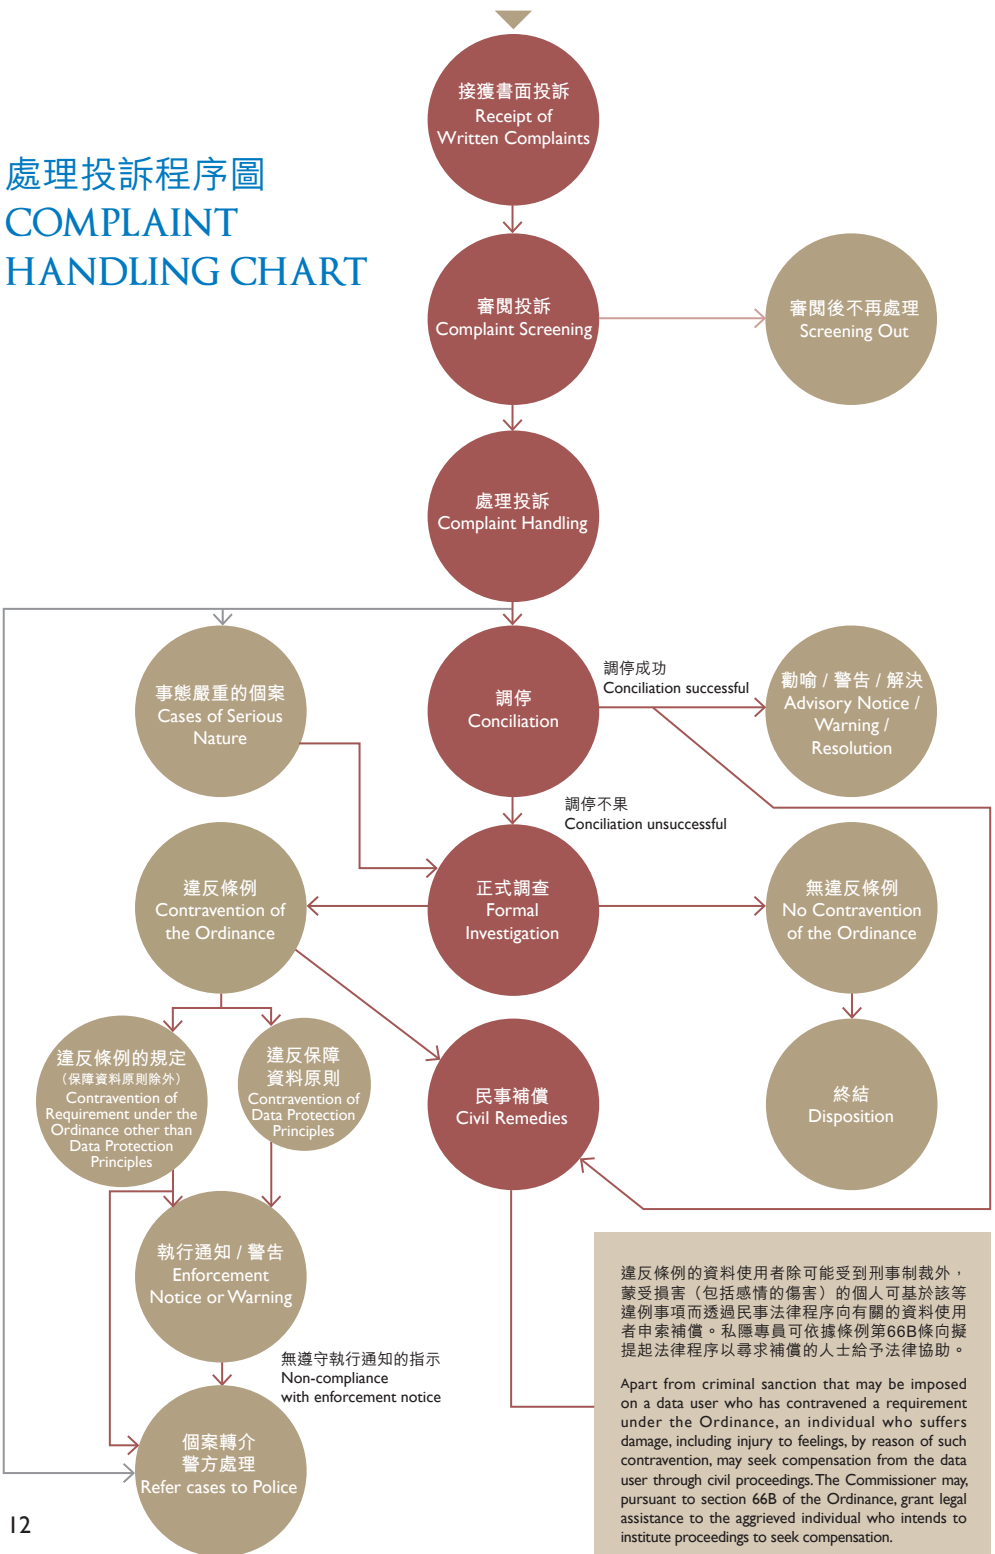 接獲書面投訴
Receipt of
Written Complaints
處理投訴程序圖
COMPLAINT
HANDLING CHART
審閲投訴
Complaint Screening
審閲後不再處理
Screening Out
處理投訴
Complaint Handling
事態嚴重的個案
Cases of Serious
Nature
調停
Conciliation
調停成功
Conciliation successful
勸喻 / 警告 / 解決
Advisory Notice /
Warning /
Resolution
調停不果
Conciliation unsuccessful
違反條例
Contravention of
the Ordinance
正式調查
Formal
Investigation
無違反條例
No Contravention
of the Ordinance
違反條例的規定
（保障資料原則除外）
Contravention of
Requirement under the
Ordinance other than
Data Protection
Principles
違反保障
資料原則
Contravention of
Data Protection
Principles
民事補償
Civil Remedies
終結
Disposition
執行通知 / 警告
Enforcement
Notice or Warning
無遵守執行通知的指示
Non-compliance
with enforcement notice
個案轉介
警方處理
Refer cases to Police
違反條例的資料使用者除可能受到刑事制裁外，
蒙受損害（包括感情的傷害）的個人可基於該等
違例事項而透過民事法律程序向有關的資料使用
者申索補償。私隱專員可依據條例第66B條向擬
提起法律程序以尋求補償的人士給予法律協助。
Apart from criminal sanction that may be imposed
on a data user who has contravened a requirement
under the Ordinance, an individual who suffers
damage, including injury to feelings, by reason of such
contravention, may seek compensation from the data
user through civil proceedings. The Commissioner may,
pursuant to section 66B of the Ordinance, grant legal
assistance to the aggrieved individual who intends to
institute proceedings to seek compensation.
12